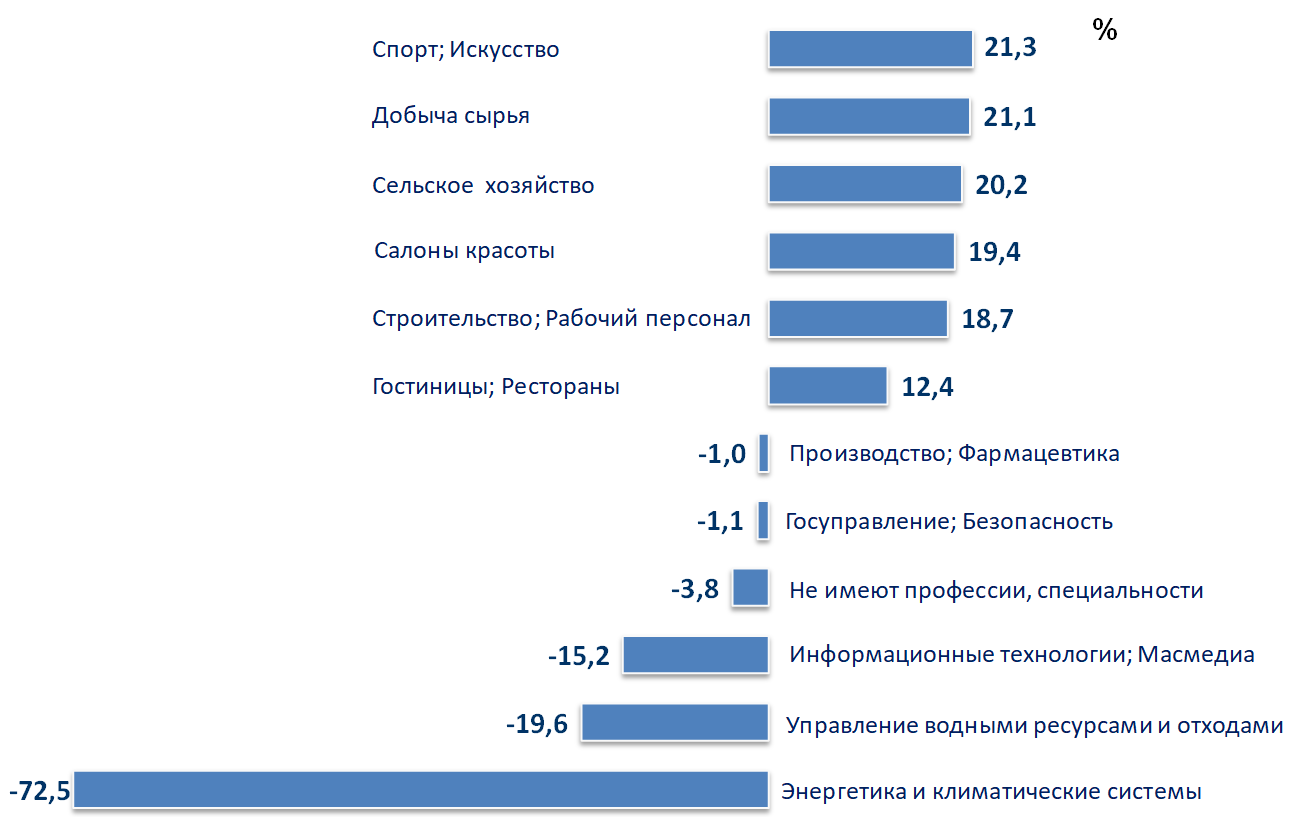 %
Спорт; Искусство 21,3
Добыча сырья 21,1
Сельское хозяйство 20,2
Салоны красоты 19,4
Строительство; Рабочий персонал 18,7
Гостиницы; Рестораны 12,4
-1,0 Производство; Фармацевтика
-1,1 Госуправление; Безопасность
-3,8 Не имеют профессии, специальности
-15,2 Информационные технологии; Масмедиа
-19,6 Управление водными ресурсами и отходами
-72,5 Энергетика и климатические системы